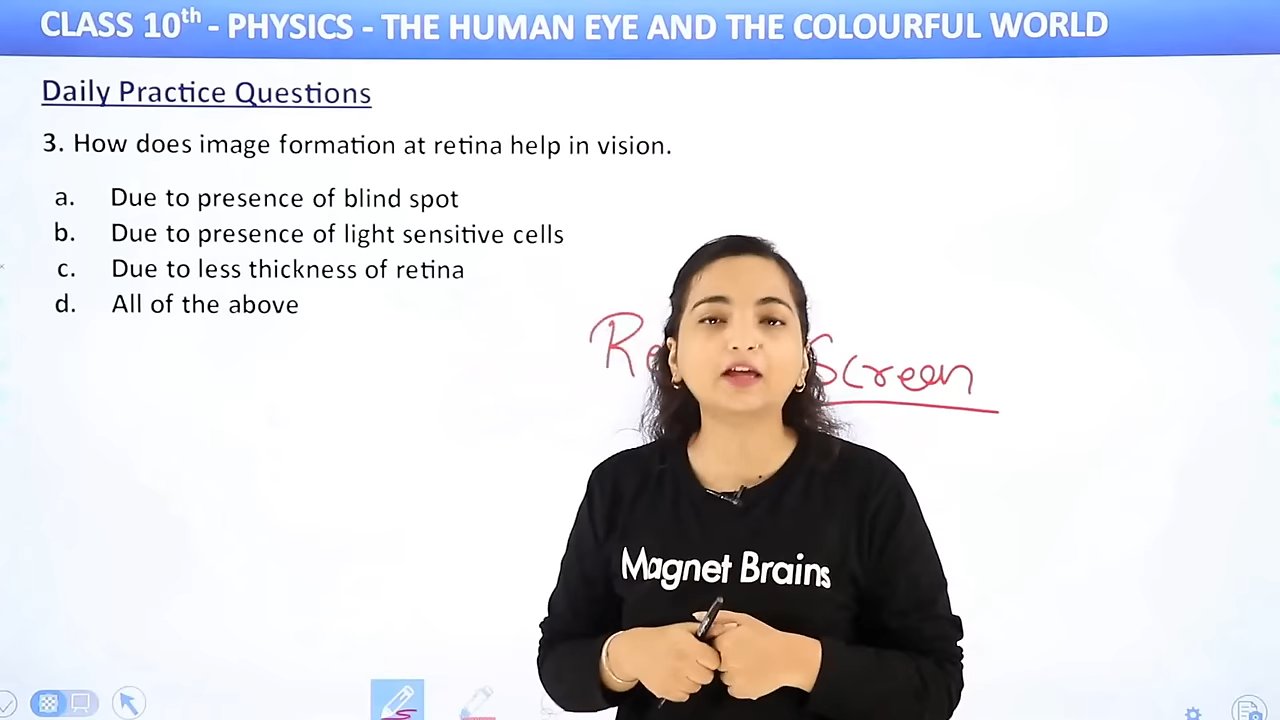 CLASS 10th - PHYSICS - THE HUMAN EYE AND THE COLOURFUL WORLD
Daily Practice Questions
3. How does image formation at retina help in vision.
a. Due to presence of blind spot
b. Due to presence of light sensitive cells
c. Due to less thickness of retina
d. All of the above
Screen
Magnet Brains